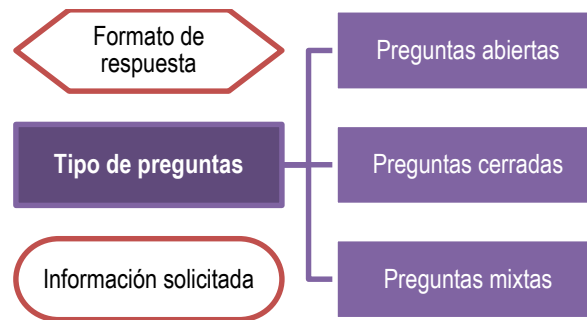 Formato de
respuesta
Tipo de preguntas
Información solicitada
Preguntas abiertas
Preguntas cerradas
Preguntas mixtas